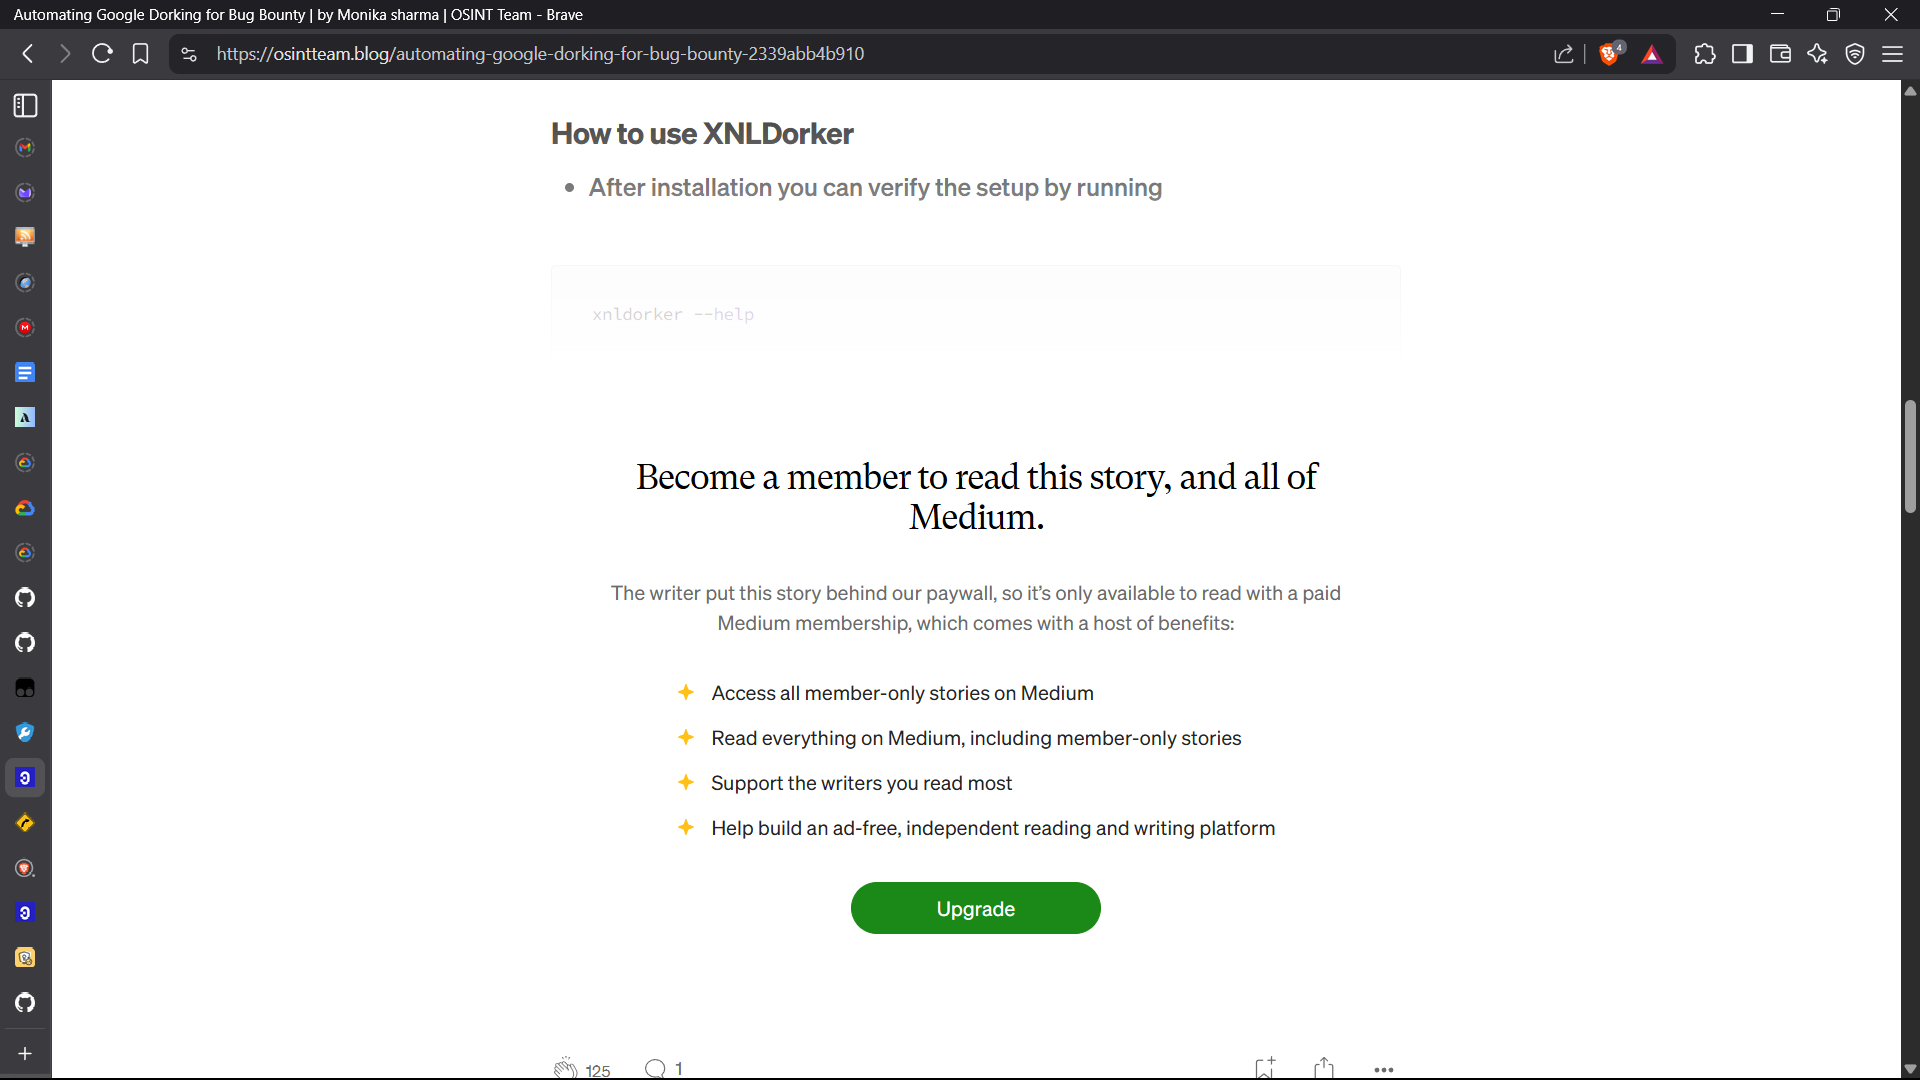 Automating Google Dorking for Bug Bounty | by Monika sharma | OSINT Team - Brave
https://osintteam.blog/automating-google-dorking-for-bug-bounty-2339abb4b910
4
How to use XNLDorker
• After installation you can verify the setup by running
xnldorker --help
Become a member to read this story, and all of
Medium.
The writer put this story behind our paywall, so it’s only available to read with a paid
Medium membership, which comes with a host of benefits:
Access all member-only stories on Medium
Read everything on Medium, including member-only stories
Support the writers you read most
Help build an ad-free, independent reading and writing platform
Upgrade
125
1